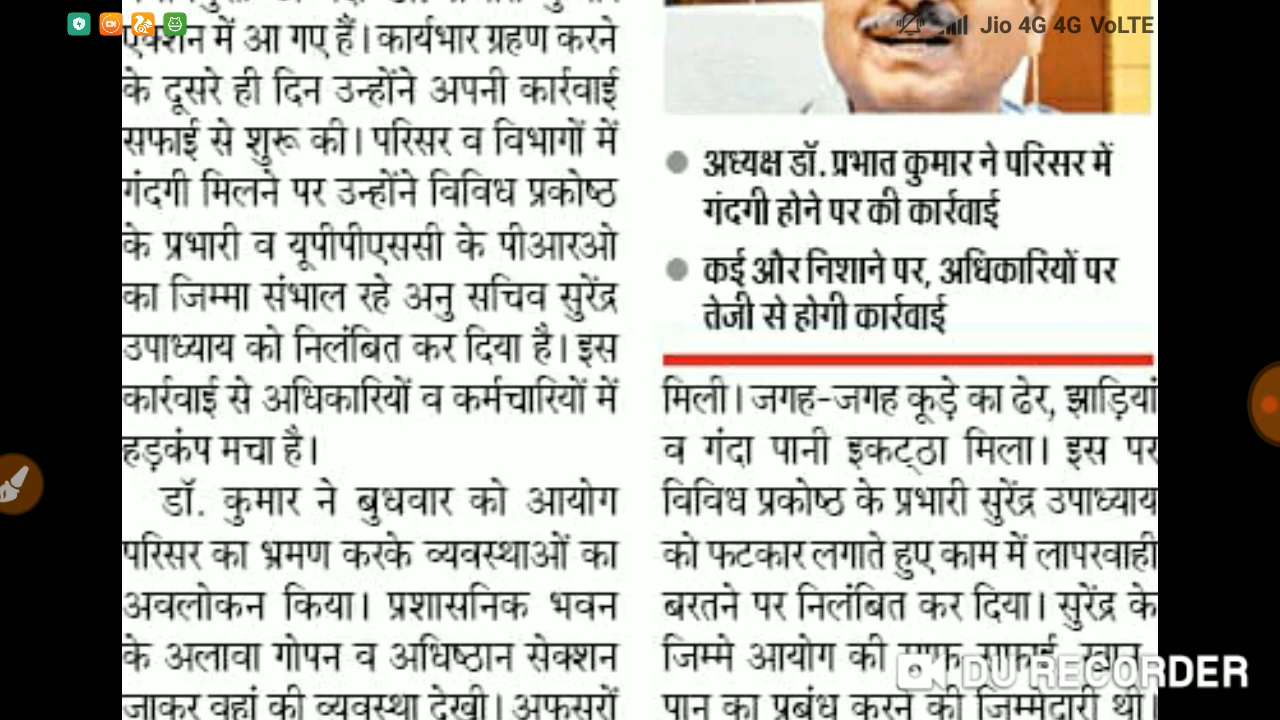 Jio 4G 4G VoLTE
एक्शन में आ गए हैं। कार्यभार ग्रहण करने
के दूसरे ही दिन उन्होंने अपनी कार्रवाई
सफाई से शुरू की। परिसर व विभागों में
गंदगी मिलने पर उन्होंने विविध प्रकोष्ठ
के प्रभारी व यूपीपीएससी के पीआरओ
का जिम्मा संभाल रहे अनु सचिव सुरेंद्र
उपाध्याय को निलंबित कर दिया है। इस
कार्रवाई से अधिकारियों व कर्मचारियों में
हड़कंप मचा है।
डॉ. कुमार ने बुधवार को आयोग
परिसर का भ्रमण करके व्यवस्थाओं का
अवलोकन किया। प्रशासनिक भवन
के अलावा गोपन व अधिष्ठान सेक्शन
जाकर वहां की व्यवस्था देखी। अफसरों
अध्यक्ष डॉ. प्रभात कुमार ने परिसर में
गंदगी होने पर की कार्रवाई
कई और निशाने पर, अधिकारियों पर
तेजी से होगी कार्रवाई
मिली। जगह-जगह कूड़े का ढेर, झाड़ियां
व गंदा पानी इकट्ठा मिला। इस पर
विविध प्रकोष्ठ के प्रभारी सुरेंद्र उपाध्याय
को फटकार लगाते हुए काम में लापरवाही
बरतने पर निलंबित कर दिया। सुरेंद्र के
जिम्मे आयोग की साफ-सफाई, खान-
पान का प्रबंध करने की जिम्मेदारी थी।
DU RECORDER